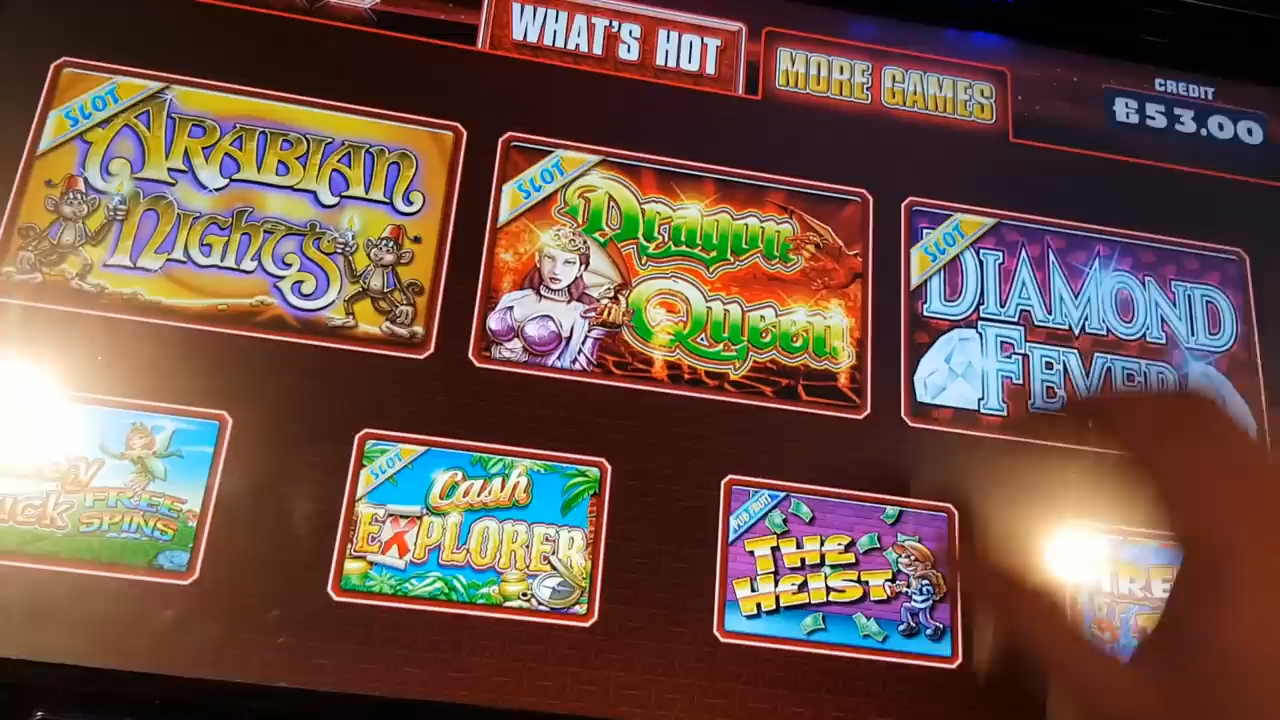 WHAT'S HOT
MORE GAMES
CREDIT
£53.00
SLOT
ARABIAN
NIGHTS
SLOT
Dragon
Queen
SLOT
DIAMOND
FEVER
FREE
SPINS
SLOT
Cash
EXPLORER
PUB FRUIT
THE
HEIST